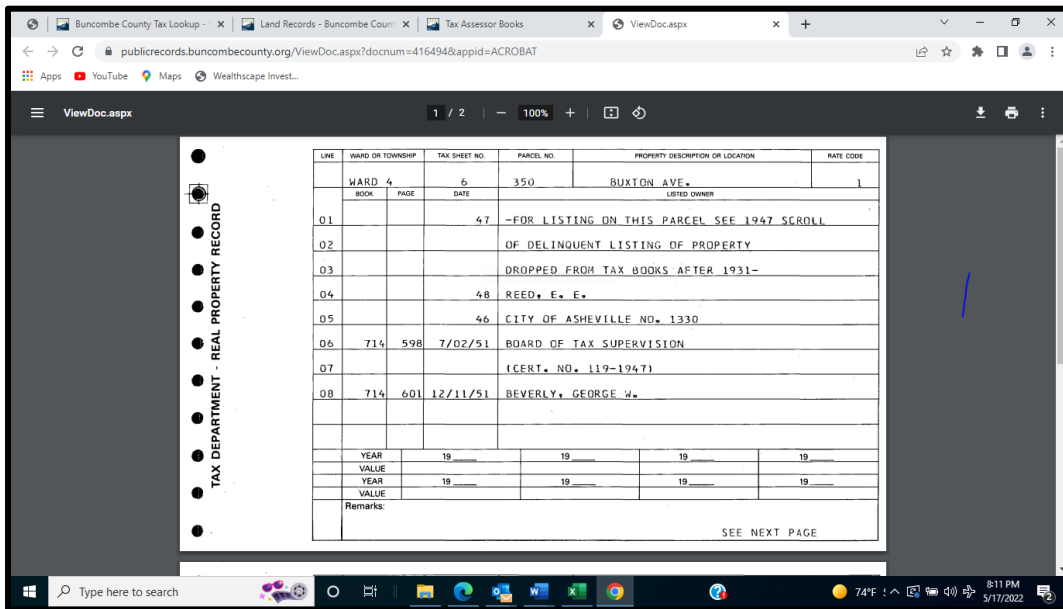 Buncombe County Tax Lookup -
Land Records - Buncombe Count
Tax Assessor Books
ViewDoc.aspx
publicrecords.buncombecounty.org/ViewDoc.aspx?docnum=416494&appid=ACROBAT
Apps YouTube Maps Wealthscape Invest...
ViewDoc.aspx 1 / 2 100%
LINE WARD OR TOWNSHIP TAX SHEET NO. PARCEL NO. PROPERTY DESCRIPTION OR LOCATION RATE CODE
WARD 4 6 350 BUXTON AVE. 1
BOOK PAGE DATE LISTED OWNER
01 47 -FOR LISTING ON THIS PARCEL SEE 1947 SCROLL
02 OF DELINQUENT LISTING OF PROPERTY
03 DROPPED FROM TAX BOOKS AFTER 1931-
04 48 REED, E. E.
05 46 CITY OF ASHEVILLE NO. 1330
06 714 598 7/02/51 BOARD OF TAX SUPERVISION
07 (CERT. NO. 119-1947)
08 714 601 12/11/51 BEVERLY, GEORGE W.
YEAR 19 19 19 19
VALUE
YEAR 19 19 19 19
VALUE
Remarks:
SEE NEXT PAGE
TAX DEPARTMENT - REAL PROPERTY RECORD
Type here to search
74°F
8:11 PM
5/17/2022
2